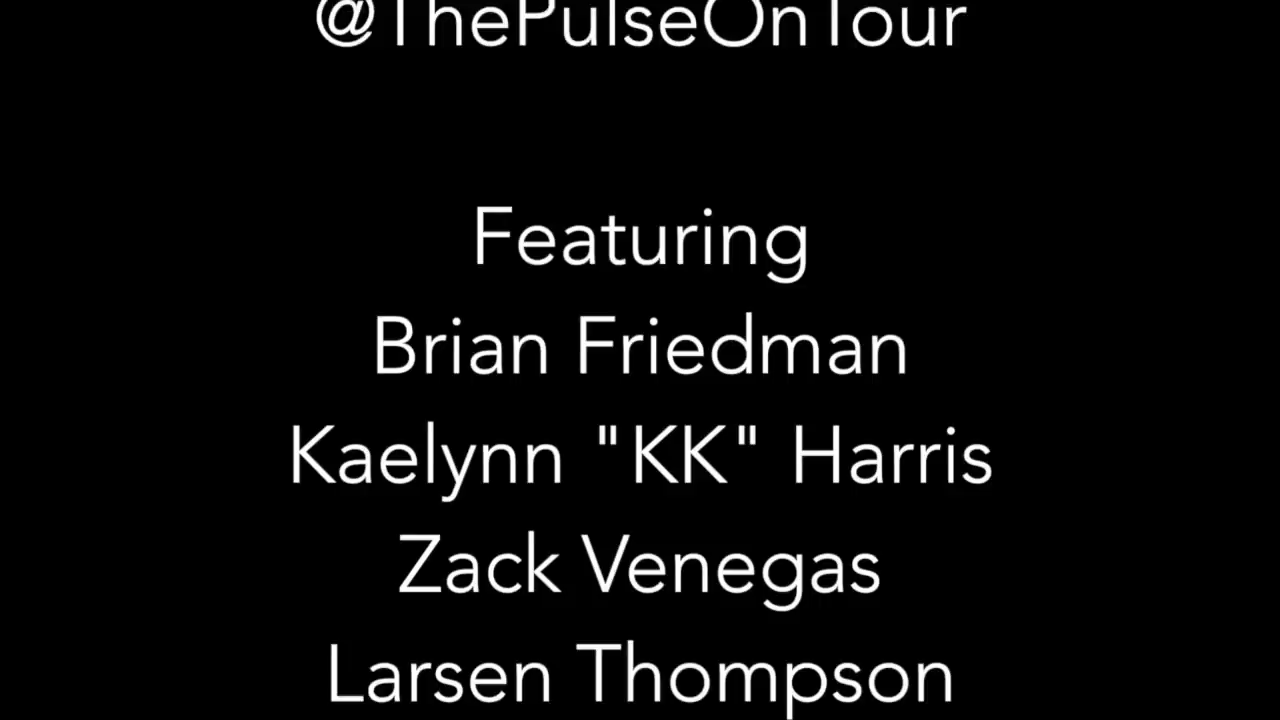 @ThePulseOnTour
Featuring
Brian Friedman
Kaelynn "KK" Harris
Zack Venegas
Larsen Thompson